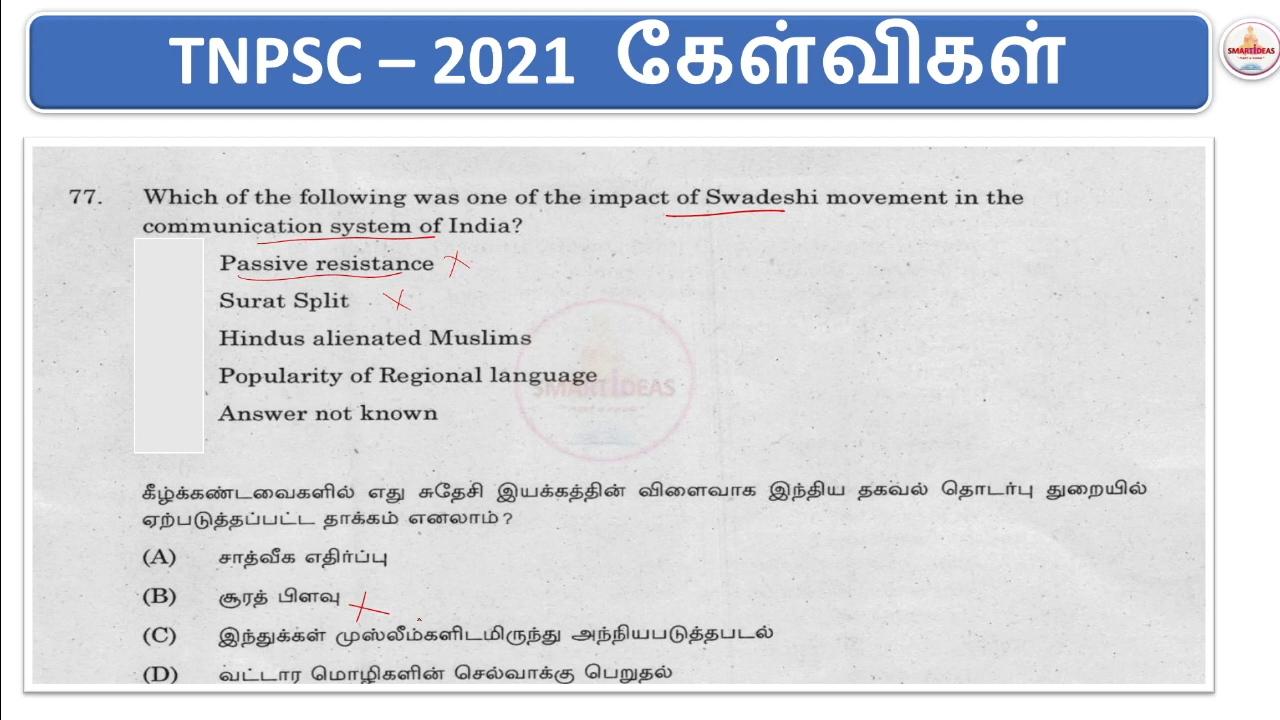 TNPSC – 2021 கேள்விகள்
SMARTIDEAS
77. Which of the following was one of the impact of Swadeshi movement in the
communication system of India?
Passive resistance
Surat Split
Hindus alienated Muslims
Popularity of Regional language
SMARTIDEAS
Answer not known
கீழ்க்கண்டவைகளில் எது சுதேசி இயக்கத்தின் விளைவாக இந்திய தகவல் தொடர்பு துறையில்
ஏற்படுத்தப்பட்ட தாக்கம் எனலாம்?
(A) சாத்வீக எதிர்ப்பு
(B) சூரத் பிளவு
(C) இந்துக்கள் முஸ்லீம்களிடமிருந்து அந்நியபடுத்தபடல்
(D) வட்டார மொழிகளின் செல்வாக்கு பெறுதல்